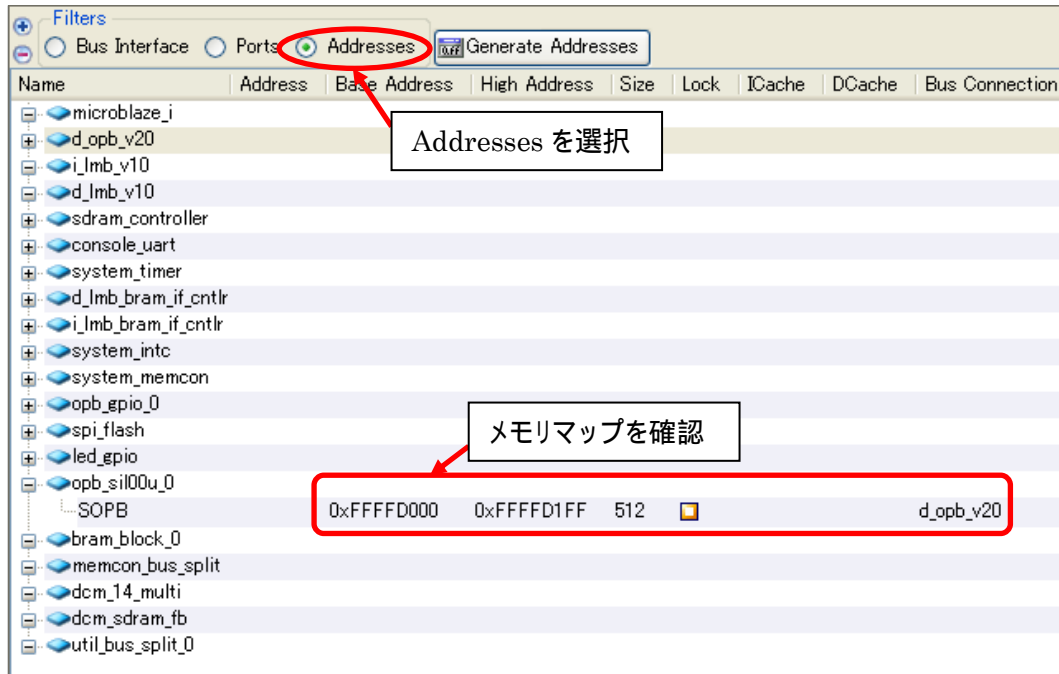 Filters
Bus Interface Ports Addresses Generate Addresses
Name Address Base Address High Address Size Lock ICache DCache Bus Connection
microblaze_i
Addresses を選択
d_opb_v20
i_lmb_v10
d_lmb_v10
sdram_controller
console_uart
system_timer
d_lmb_bram_if_cntlr
i_lmb_bram_if_cntlr
system_intc
system_memcon
opb_gpio_0
メモリマップを確認
spi_flash
led_gpio
opb_sil00u_0
SOPB 0xFFFFD000 0xFFFFD1FF 512 d_opb_v20
bram_block_0
memcon_bus_split
dcm_14_multi
dcm_sdram_fb
util_bus_split_0